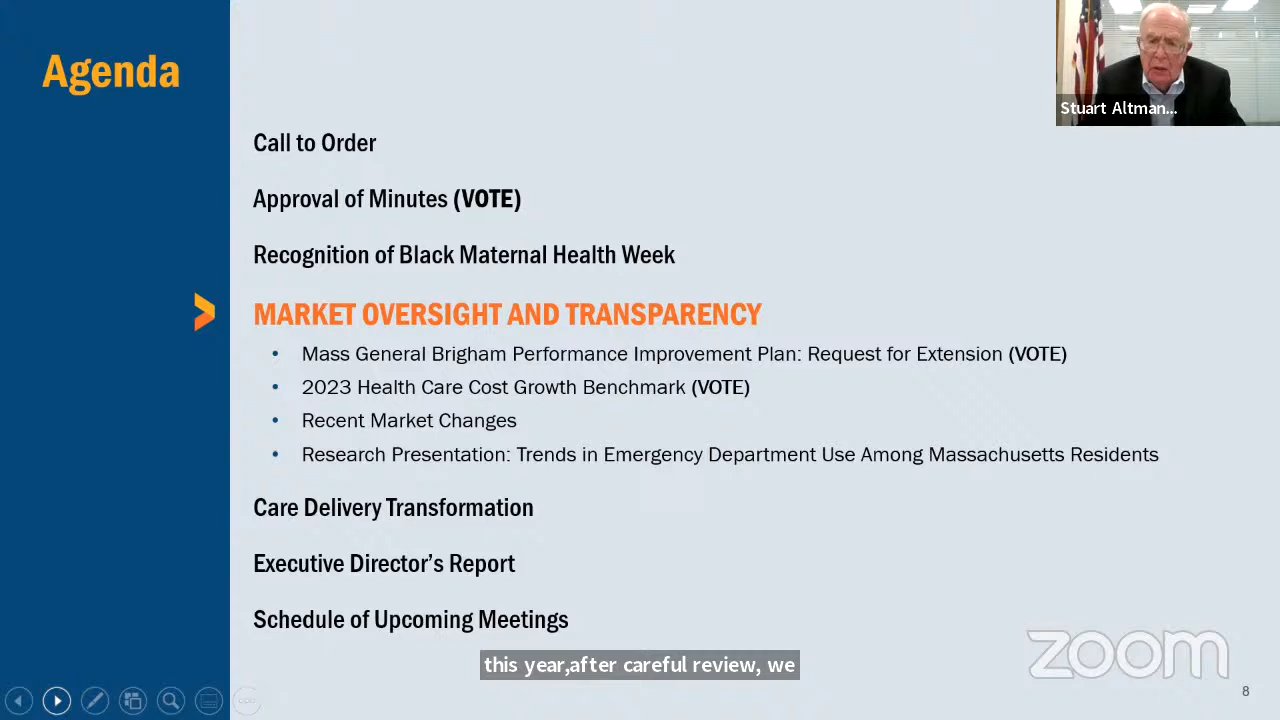 Agenda
Stuart Altman...
Call to Order
Approval of Minutes (VOTE)
Recognition of Black Maternal Health Week
MARKET OVERSIGHT AND TRANSPARENCY
• Mass General Brigham Performance Improvement Plan: Request for Extension (VOTE)
• 2023 Health Care Cost Growth Benchmark (VOTE)
• Recent Market Changes
• Research Presentation: Trends in Emergency Department Use Among Massachusetts Residents
Care Delivery Transformation
Executive Director’s Report
Schedule of Upcoming Meetings
this year,after careful review, we
zoom
8